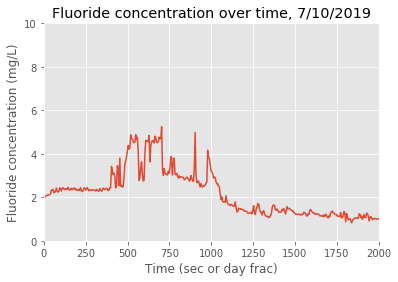 Fluoride concentration over time, 7/10/2019
Fluoride concentration (mg/L)
10
8
6
4
2
0
0 250 500 750 1000 1250 1500 1750 2000
Time (sec or day frac)